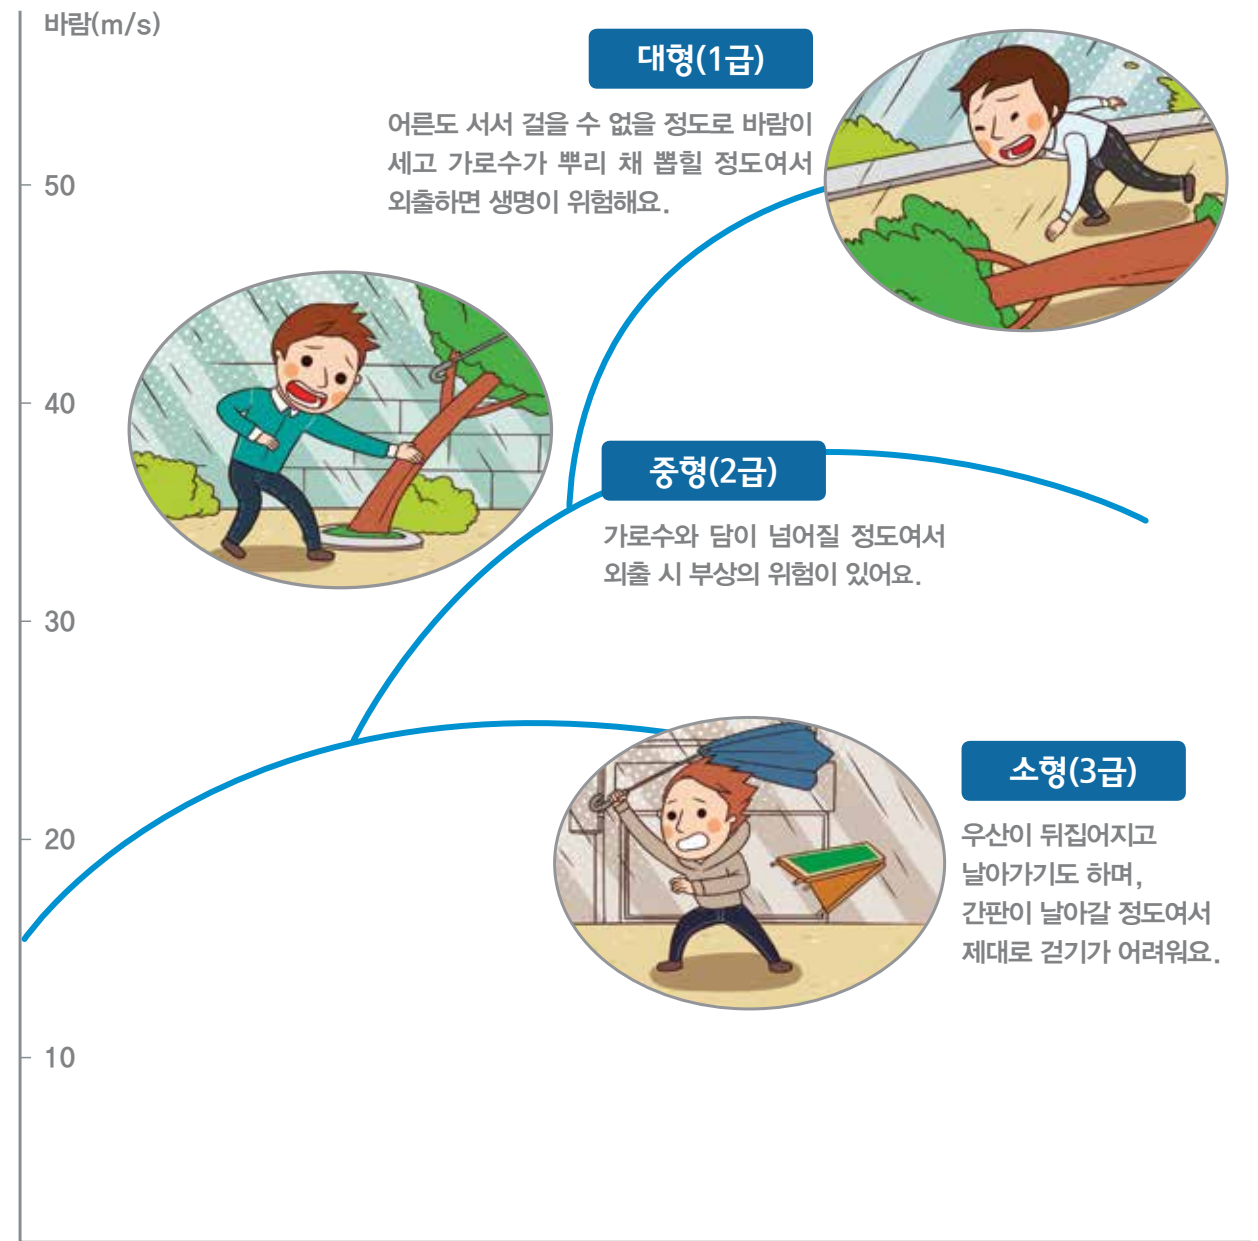 바람(m/s)
대형(1급)
어른도 서서 걸을 수 없을 정도로 바람이
세고 가로수가 뿌리 채 뽑힐 정도여서
외출하면 생명이 위험해요.
50
40
중형(2급)
가로수와 담이 넘어질 정도여서
외출 시 부상의 위험이 있어요.
30
소형(3급)
우산이 뒤집어지고
날아가기도 하며,
간판이 날아갈 정도여서
제대로 걷기가 어려워요.
20
10